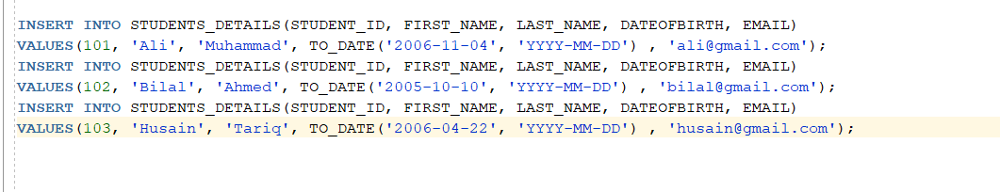 INSERT INTO STUDENTS_DETAILS(STUDENT_ID, FIRST_NAME, LAST_NAME, DATEOFBIRTH, EMAIL)
VALUES(101, 'Ali', 'Muhammad', TO_DATE('2006-11-04', 'YYYY-MM-DD') , 'ali@gmail.com');
INSERT INTO STUDENTS_DETAILS(STUDENT_ID, FIRST_NAME, LAST_NAME, DATEOFBIRTH, EMAIL)
VALUES(102, 'Bilal', 'Ahmed', TO_DATE('2005-10-10', 'YYYY-MM-DD') , 'bilal@gmail.com');
INSERT INTO STUDENTS_DETAILS(STUDENT_ID, FIRST_NAME, LAST_NAME, DATEOFBIRTH, EMAIL)
VALUES(103, 'Husain', 'Tariq', TO_DATE('2006-04-22', 'YYYY-MM-DD') , 'husain@gmail.com');